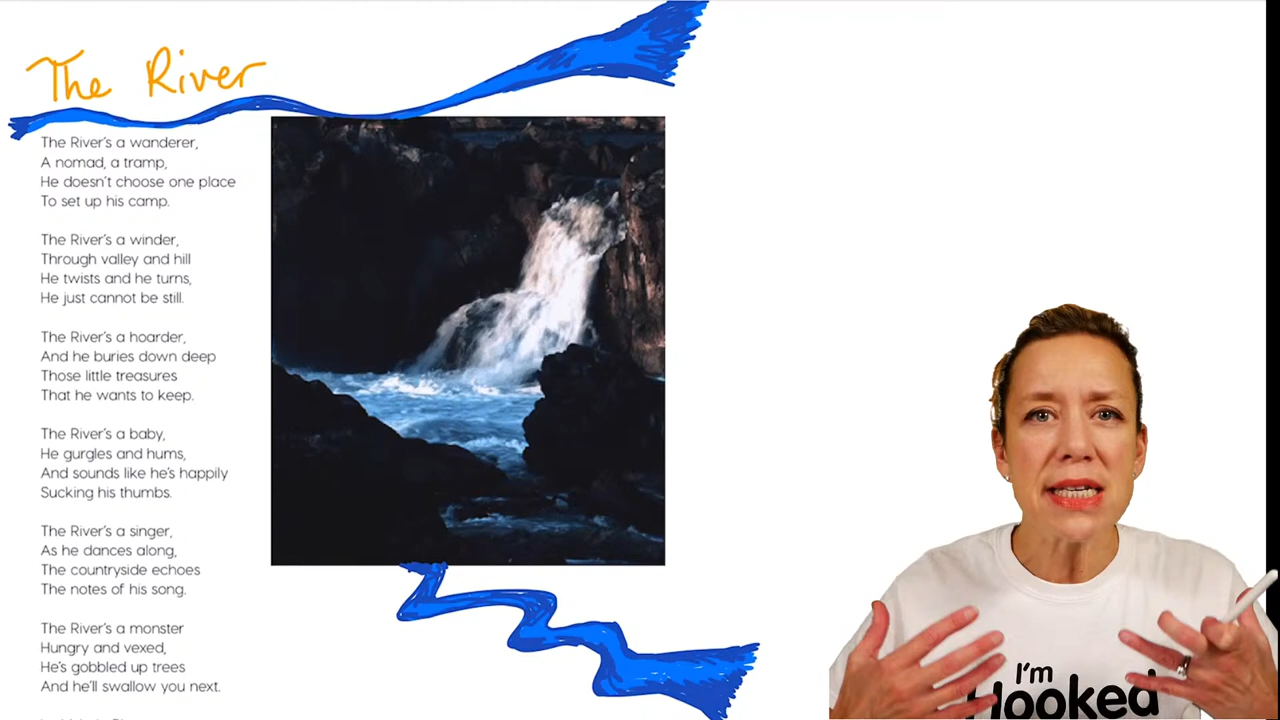 The River
The River's a wanderer,
A nomad, a tramp,
He doesn't choose one place
To set up his camp.
The River's a winder,
Through valley and hill
He twists and he turns,
He just cannot be still.
The River's a hoarder,
And he buries down deep
Those little treasures
That he wants to keep.
The River's a baby,
He gurgles and hums,
And sounds like he's happily
Sucking his thumbs.
The River's a singer,
As he dances along,
The countryside echoes
The notes of his song.
The River's a monster
Hungry and vexed,
He's gobbled up trees
And he'll swallow you next.
I'm
Hooked